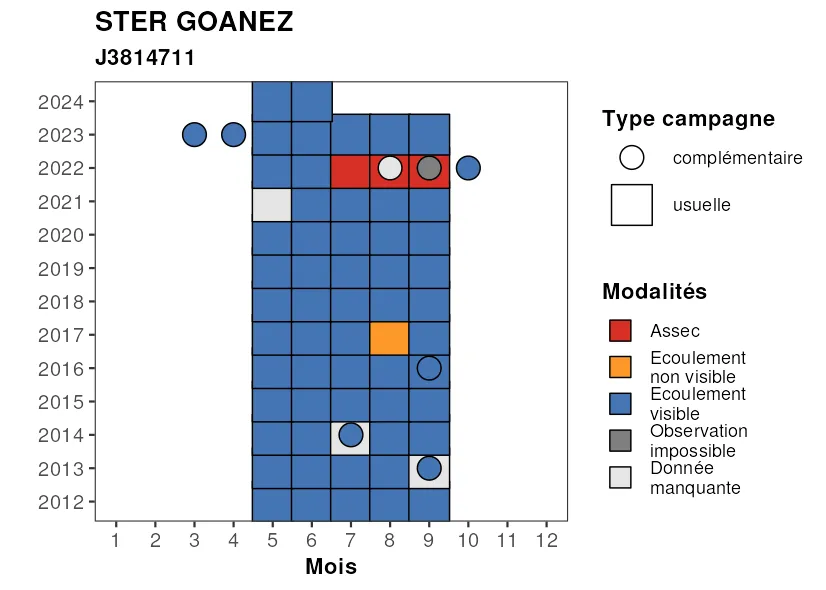 STER GOANEZ
J3814711
2024
2023
2022
2021
2020
2019
2018
2017
2016
2015
2014
2013
2012
1 2 3 4 5 6 7 8 9 10 11 12
Mois
Type campagne
complémentaire
usuelle
Modalités
Assec
Ecoulement
non visible
Ecoulement
visible
Observation
impossible
Donnée
manquante